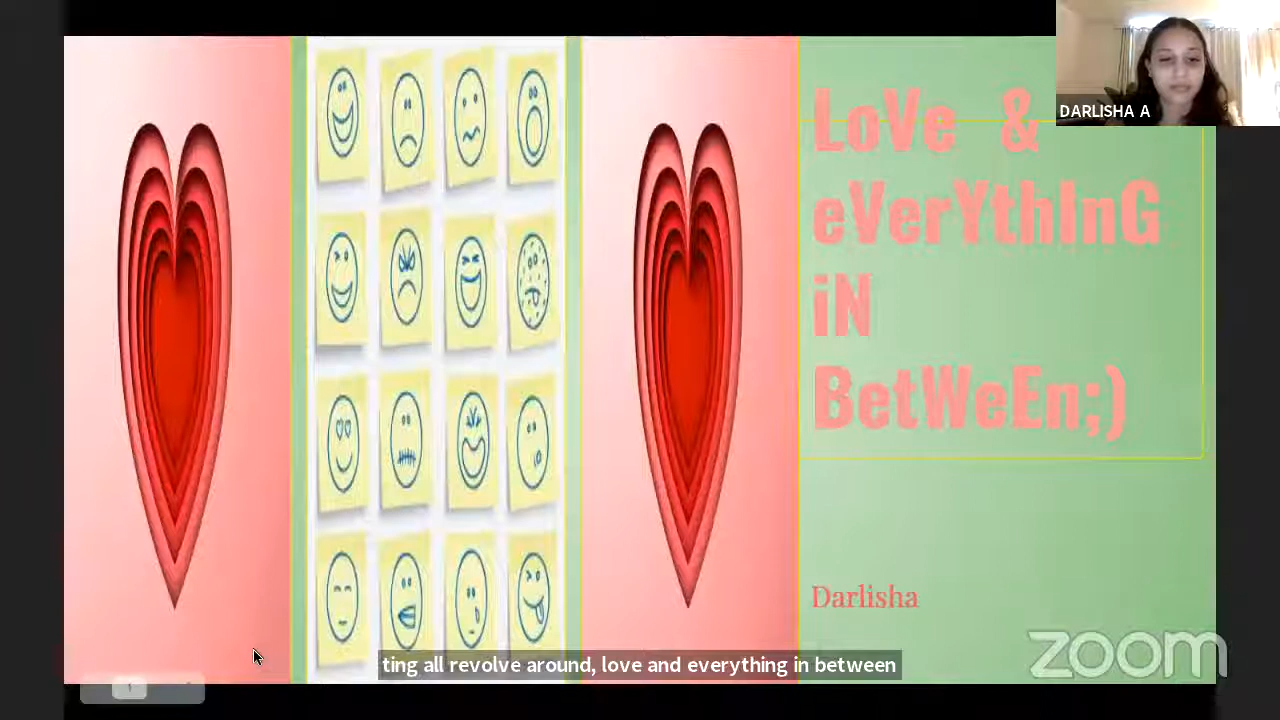 DARLISHA A
LoVe & 
eVerYthInG
iN
BetWeEn;)
Darlisha
ting all revolve around, love and everything in between
zoom